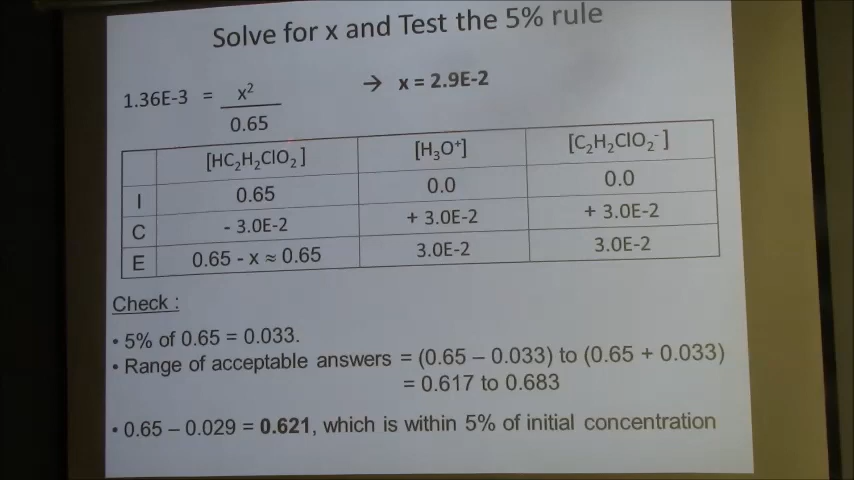 Solve for x and Test the 5% rule
1.36E-3 = x² → x = 2.9E-2
0.65
[HC₂H₂ClO₂] [H₃O⁺] [C₂H₂ClO₂⁻]
I 0.65 0.0 0.0
C - 3.0E-2 + 3.0E-2 + 3.0E-2
E 0.65 - x ≈ 0.65 3.0E-2 3.0E-2
Check :
• 5% of 0.65 = 0.033.
• Range of acceptable answers = (0.65 – 0.033) to (0.65 + 0.033)
= 0.617 to 0.683
• 0.65 – 0.029 = 0.621, which is within 5% of initial concentration